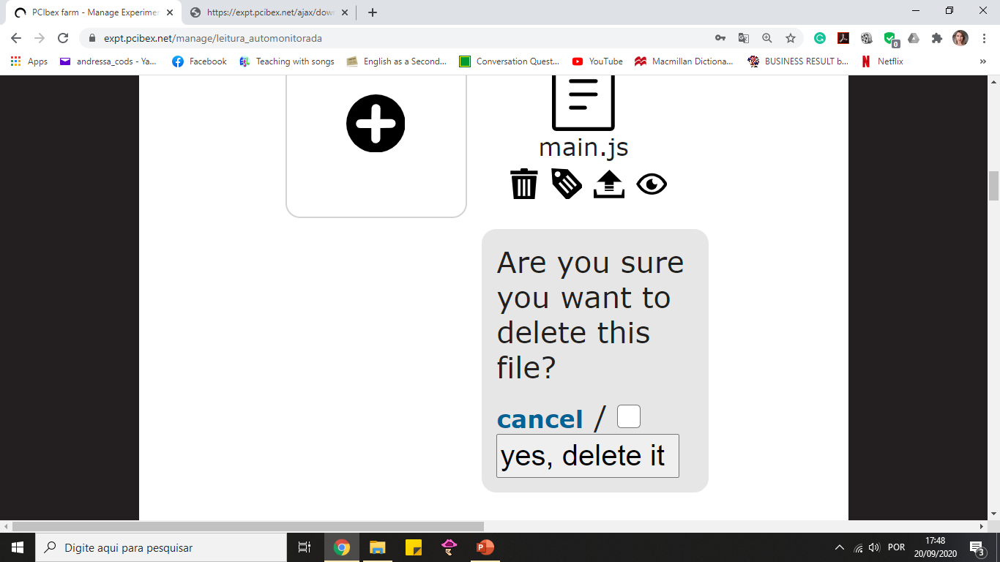 PCIbex farm - Manage Experimen
https://expt.pcibex.net/ajax/dow
expt.pcibex.net/manage/leitura_automonitorada
Apps
andressa_cods - Ya...
Facebook
Teaching with songs
English as a Second...
Conversation Quest...
YouTube
Macmillan Dictiona...
BUSINESS RESULT b...
Netflix
»
main.js
Are you sure
you want to
delete this
file?
cancel /
yes, delete it
Digite aqui para pesquisar
POR
17:48
20/09/2020
3
0